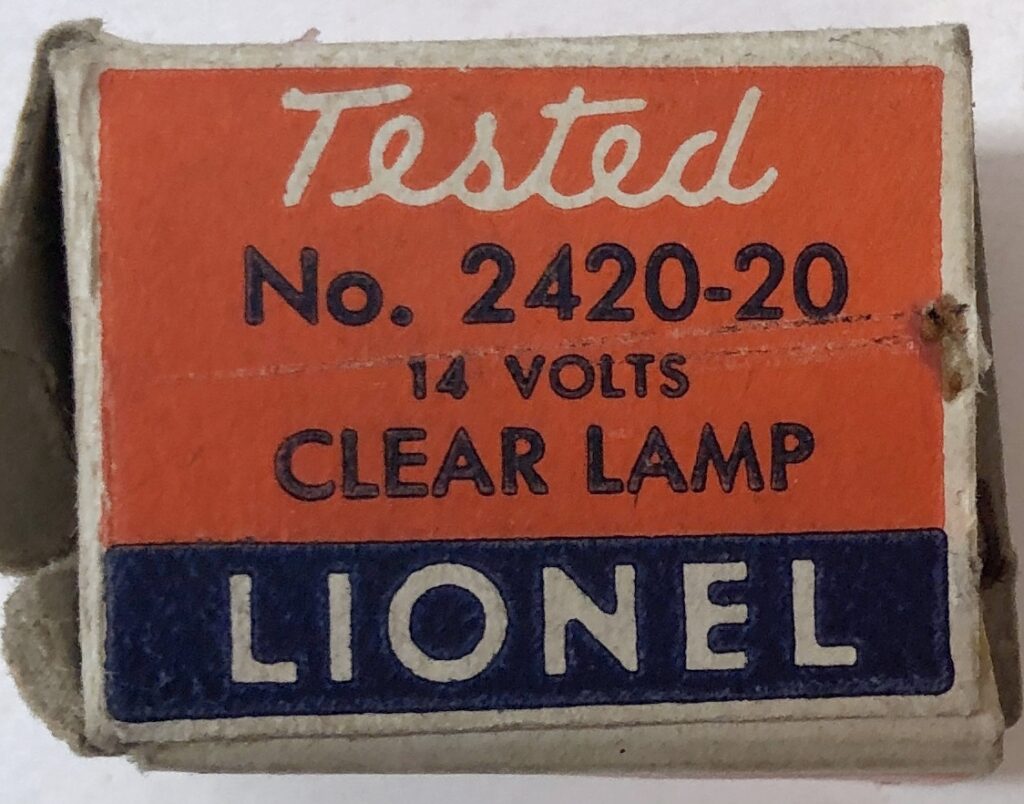 Tested
No. 2420-20
14 VOLTS
CLEAR LAMP
LIONEL